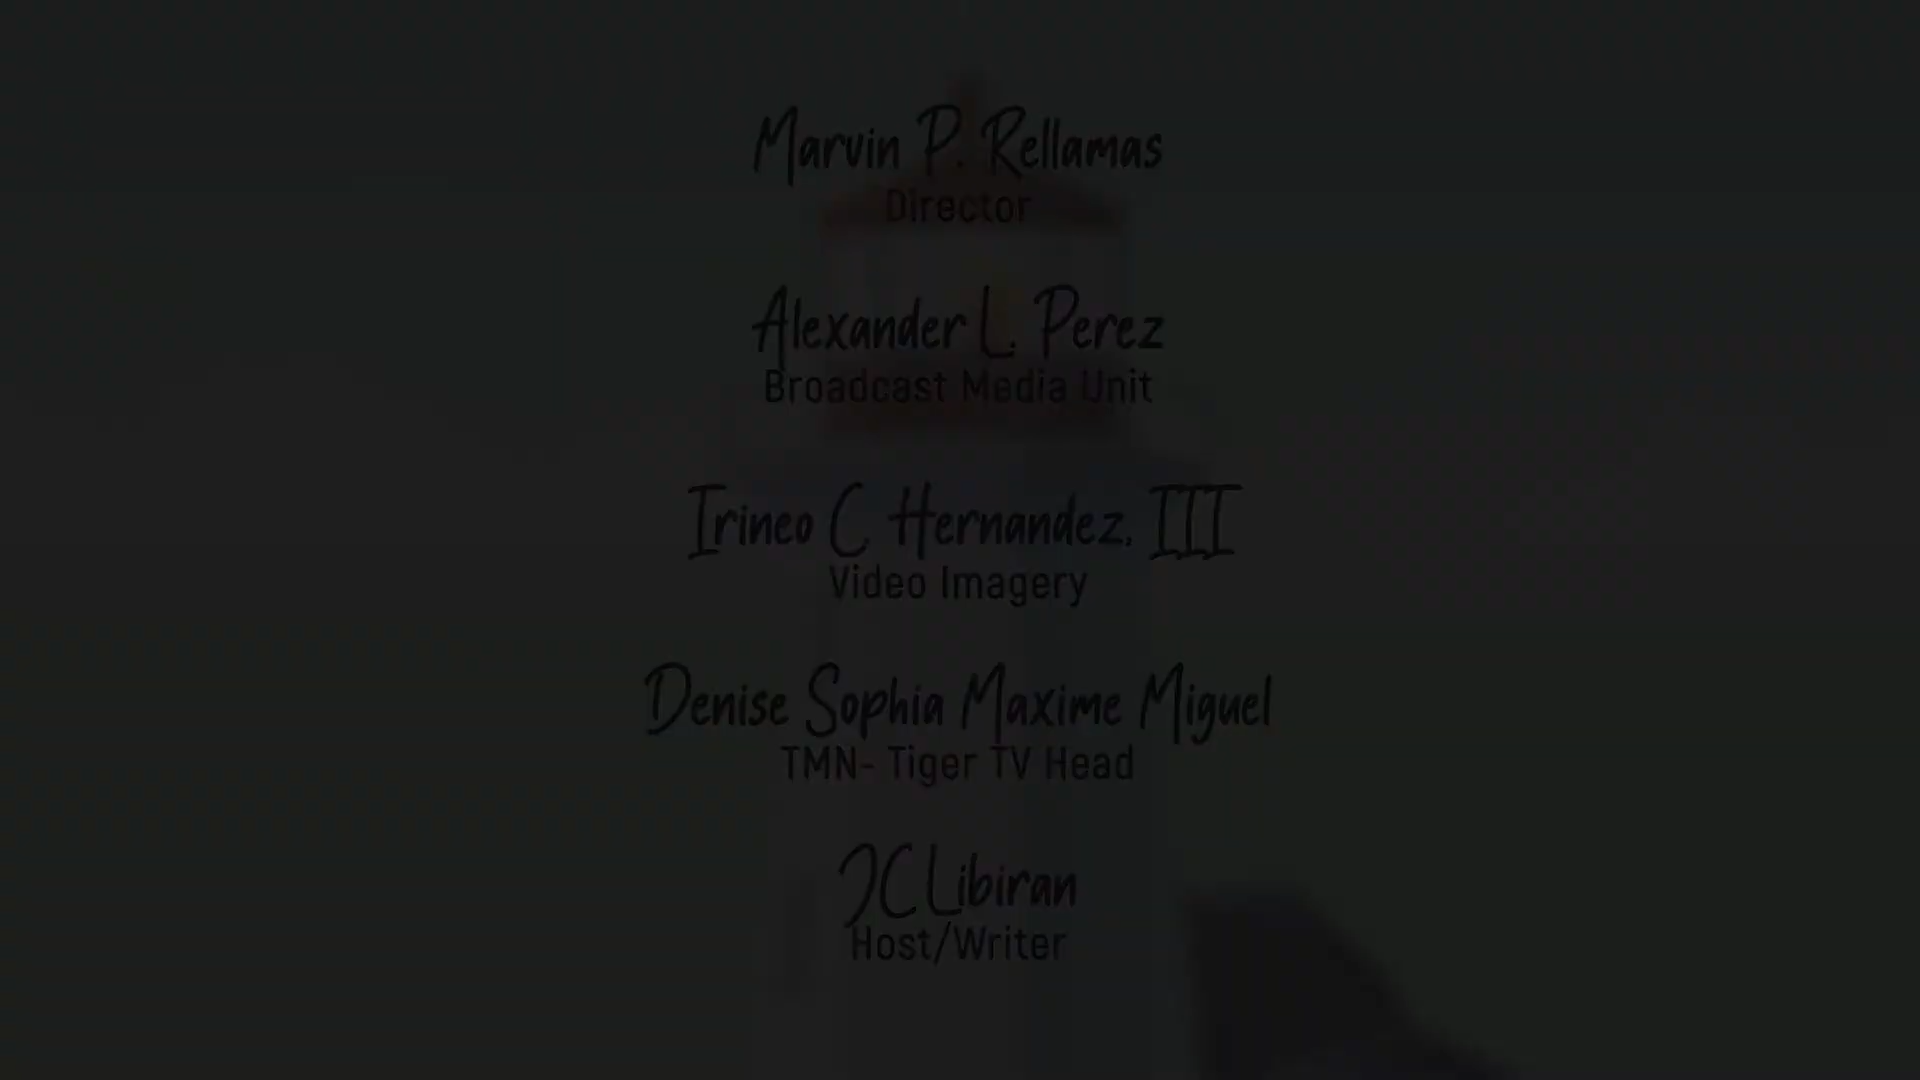 Marvin P. Rellamas
Director
Alexander L. Perez
Broadcast Media Unit
Irineo C Hernandez, III
Video Imagery
Denise Sophia Maxime Miguel
TMN- Tiger TV Head
JC Libiran
Host/Writer